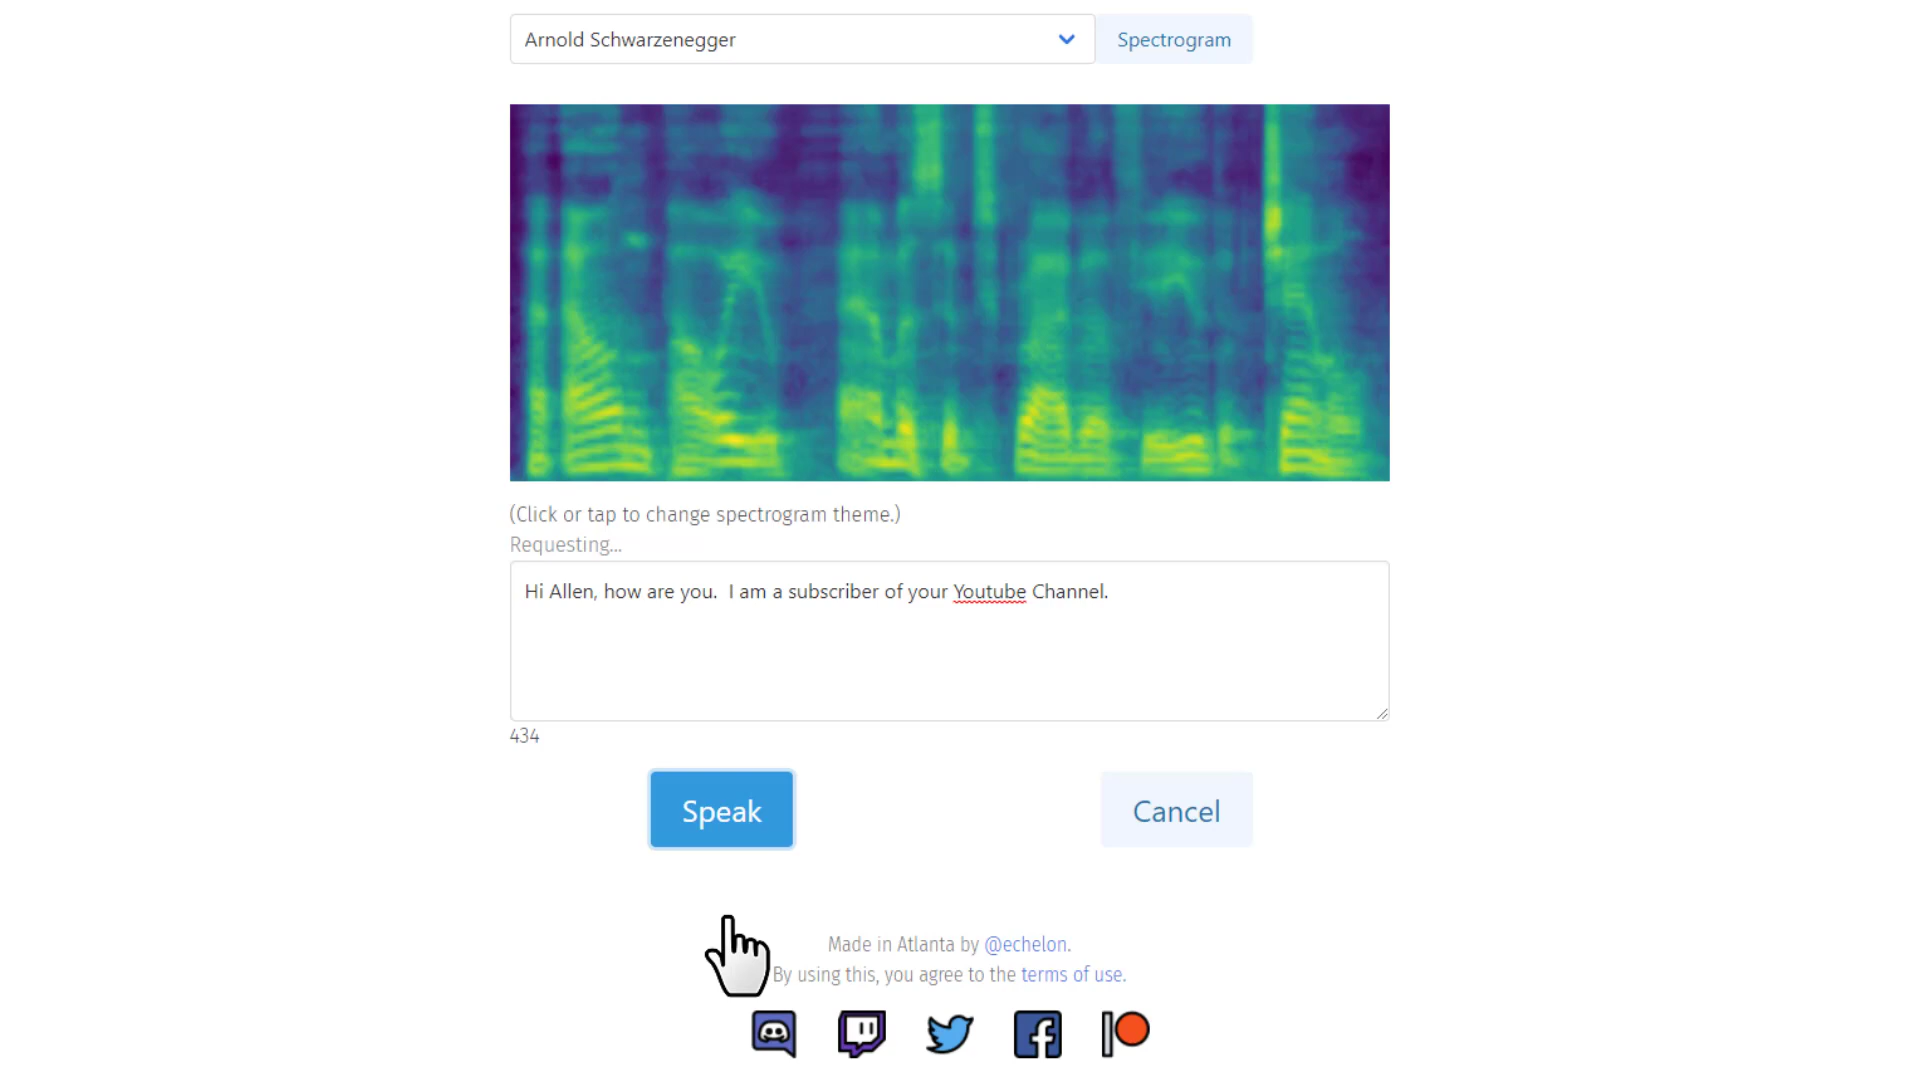 Arnold Schwarzenegger
Spectrogram
(Click or tap to change spectrogram theme.)
Requesting...
Hi Allen, how are you.  I am a subscriber of your Youtube Channel.
434
Speak
Cancel
Made in Atlanta by @echelon.
By using this, you agree to the terms of use.